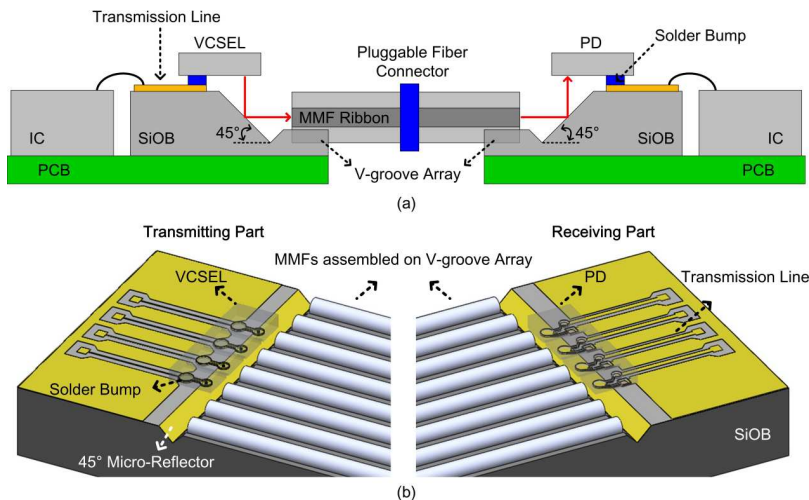 Transmission Line
VCSEL
Pluggable Fiber
Connector
PD
Solder Bump
IC
SiOB
45°
MMF Ribbon
45°
SiOB
IC
PCB
V-groove Array
PCB
(a)
Transmitting Part
Receiving Part
VCSEL
MMFs assembled on V-groove Array
PD
Transmission Line
Solder Bump
45° Micro-Reflector
SiOB
(b)